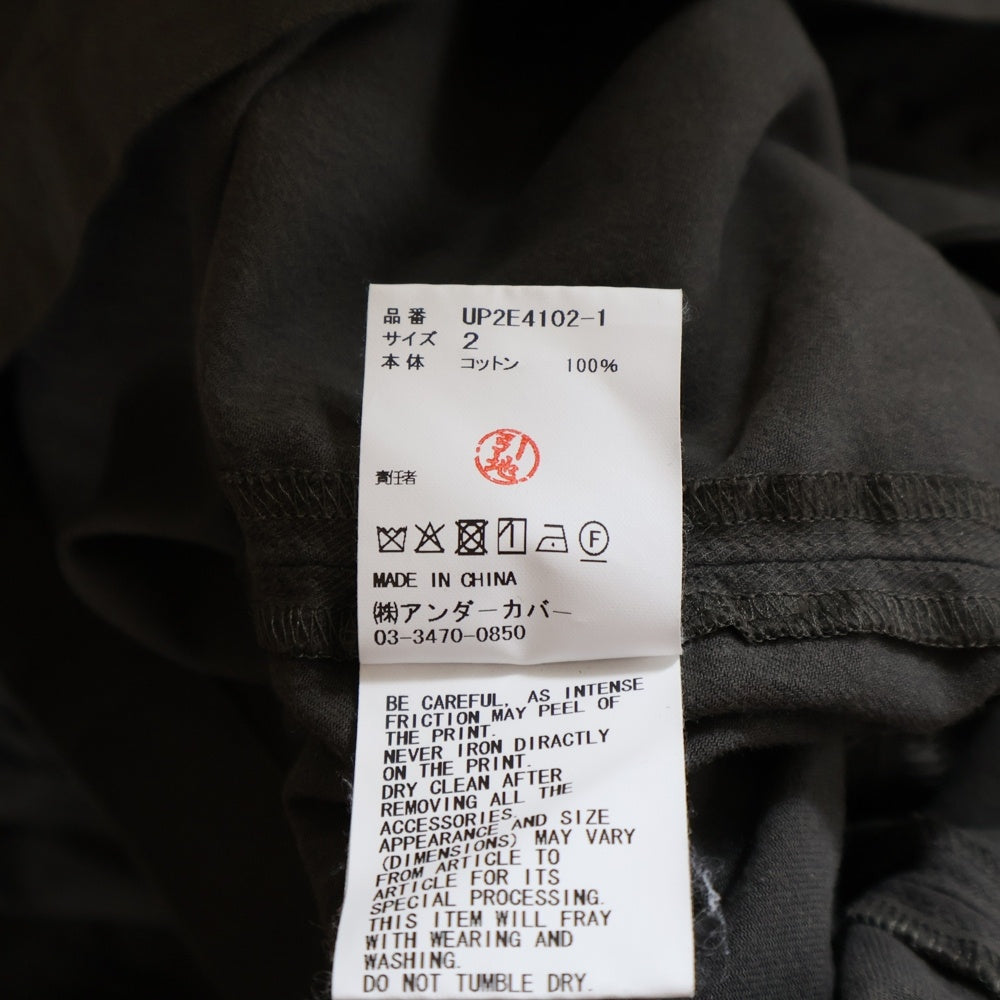 品番 UP2E4102-1
サイズ 2
本体 コットン 100%
引地
責任者
MADE IN CHINA
㈱アンダーカバー
03-3470-0850
BE CAREFUL, AS INTENSE
FRICTION MAY PEEL OF
THE PRINT.
NEVER IRON DIRACTLY
ON THE PRINT.
DRY CLEAN AFTER
REMOVING ALL THE
ACCESSORIES.
APPEARANCE AND SIZE
(DIMENSIONS) MAY VARY
FROM ARTICLE TO
ARTICLE FOR ITS
SPECIAL PROCESSING.
THIS ITEM WILL FRAY
WITH WEARING AND
WASHING.
DO NOT TUMBLE DRY.